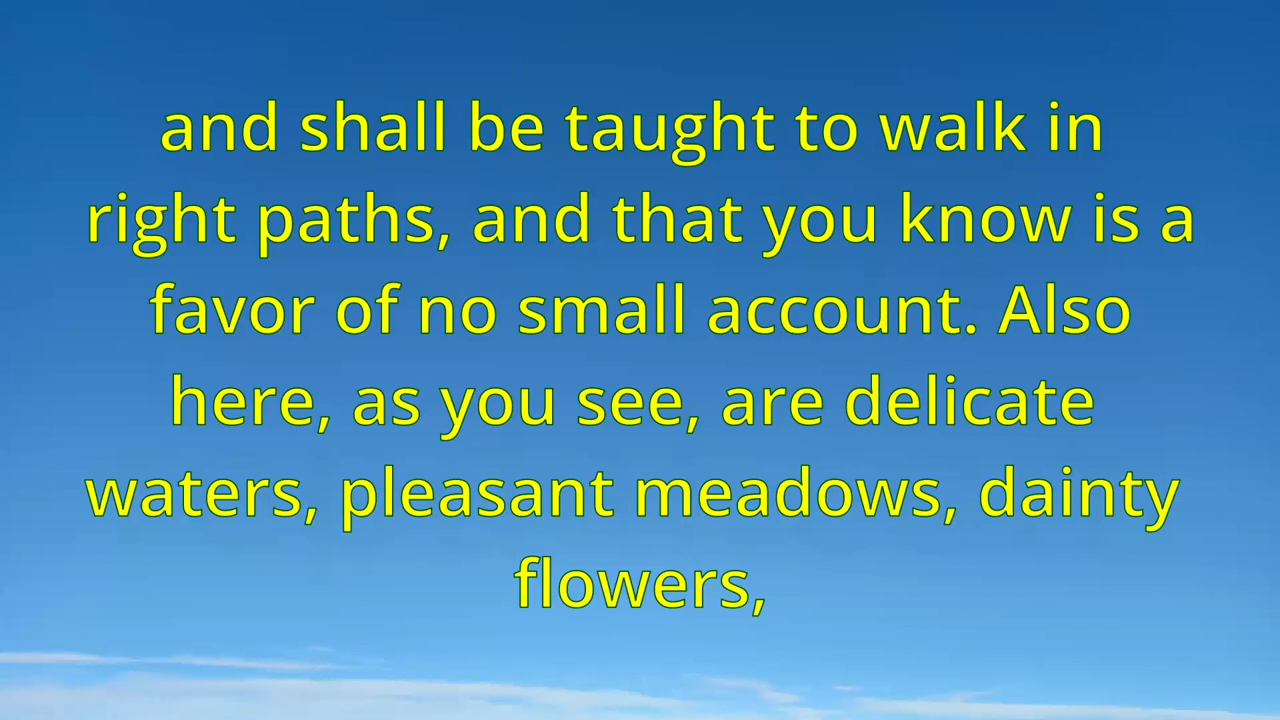 and shall be taught to walk in
right paths, and that you know is a
favor of no small account. Also
here, as you see, are delicate
waters, pleasant meadows, dainty
flowers,